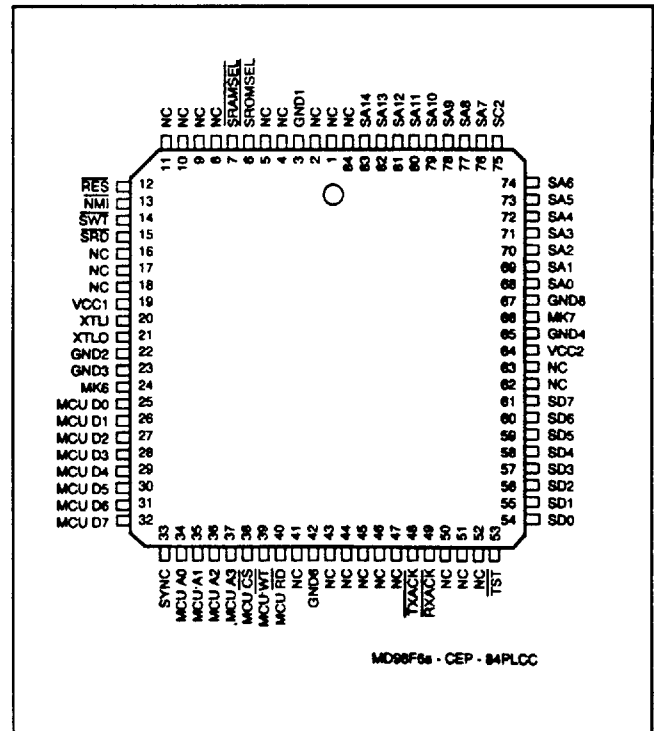 NC
NC
NC
NC
SRAMSEL
SROMSEL
NC
NC
GND1
NC
NC
NC
SA14
SA13
SA12
SA11
SA10
SA9
SA8
SA7
SC2
11
10
9
8
7
6
5
4
3
2
1
84
83
82
81
80
79
78
77
76
75
RES 12
NMI 13
SWT 14
SRD 15
NC 16
NC 17
NC 18
VCC1 19
XTLI 20
XTLO 21
GND2 22
GND3 23
MK6 24
MCU D0 25
MCU D1 26
MCU D2 27
MCU D3 28
MCU D4 29
MCU D5 30
MCU D6 31
MCU D7 32
74 SA6
73 SA5
72 SA4
71 SA3
70 SA2
69 SA1
68 SA0
67 GND8
66 MK7
65 GND4
64 VCC2
63 NC
62 NC
61 SD7
60 SD6
59 SD5
58 SD4
57 SD3
56 SD2
55 SD1
54 SD0
33
34
35
36
37
38
39
40
41
42
43
44
45
46
47
48
49
50
51
52
53
SYNC
MCU A0
MCU A1
MCU A2
MCU A3
MCU CS
MCU WT
MCU RD
NC
GND6
NC
NC
NC
NC
NC
TXACK
RXACK
NC
NC
NC
TST
MD96F6s - CEP - 84PLCC